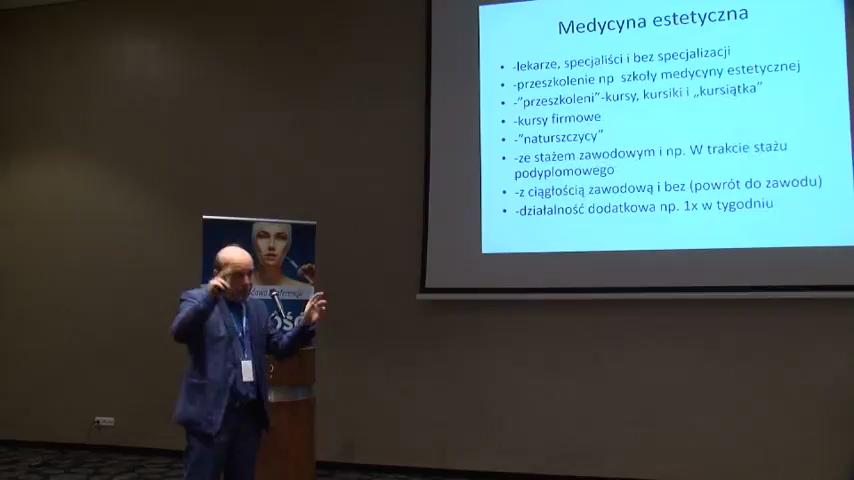 Medycyna estetyczna
• -lekarze, specjaliści i bez specjalizacji
• -przeszkolenie np szkoły medycyny estetycznej
• -"przeszkoleni"-kursy, kursiki i „kursiątka"
• -kursy firmowe
• -"naturszczycy"
• -ze stażem zawodowym i np. W trakcie stażu
podyplomowego
• -z ciągłością zawodową i bez (powrót do zawodu)
• -działalność dodatkowa np. 1x w tygodniu